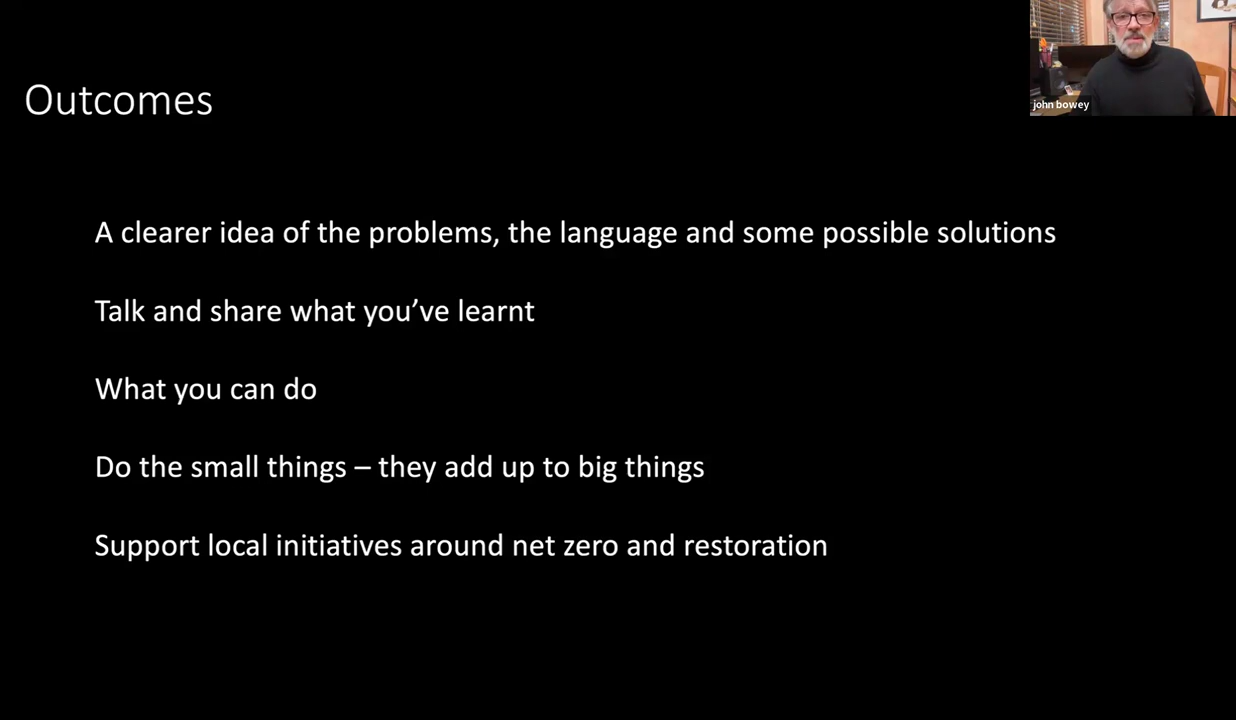 Outcomes
john bowey
A clearer idea of the problems, the language and some possible solutions
Talk and share what you’ve learnt
What you can do
Do the small things – they add up to big things
Support local initiatives around net zero and restoration